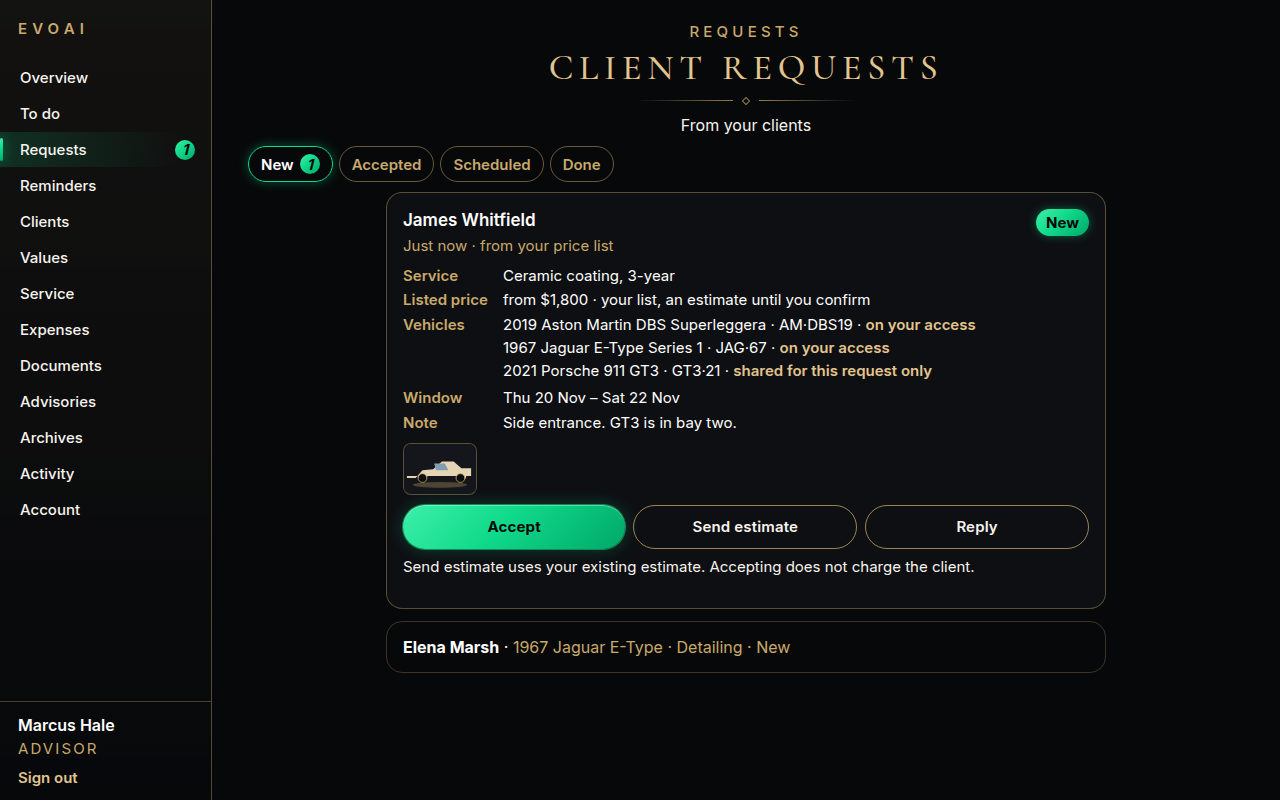 EVOAI
Overview
To do
Requests 1
Reminders
Clients
Values
Service
Expenses
Documents
Advisories
Archives
Activity
Account
Marcus Hale
ADVISOR
Sign out
REQUESTS
CLIENT REQUESTS
From your clients
New 1 Accepted Scheduled Done
James Whitfield New
Just now · from your price list
Service Ceramic coating, 3-year
Listed price from $1,800 · your list, an estimate until you confirm
Vehicles 2019 Aston Martin DBS Superleggera · AM·DBS19 · on your access
1967 Jaguar E-Type Series 1 · JAG·67 · on your access
2021 Porsche 911 GT3 · GT3·21 · shared for this request only
Window Thu 20 Nov – Sat 22 Nov
Note Side entrance. GT3 is in bay two.
Accept Send estimate Reply
Send estimate uses your existing estimate. Accepting does not charge the client.
Elena Marsh · 1967 Jaguar E-Type · Detailing · New